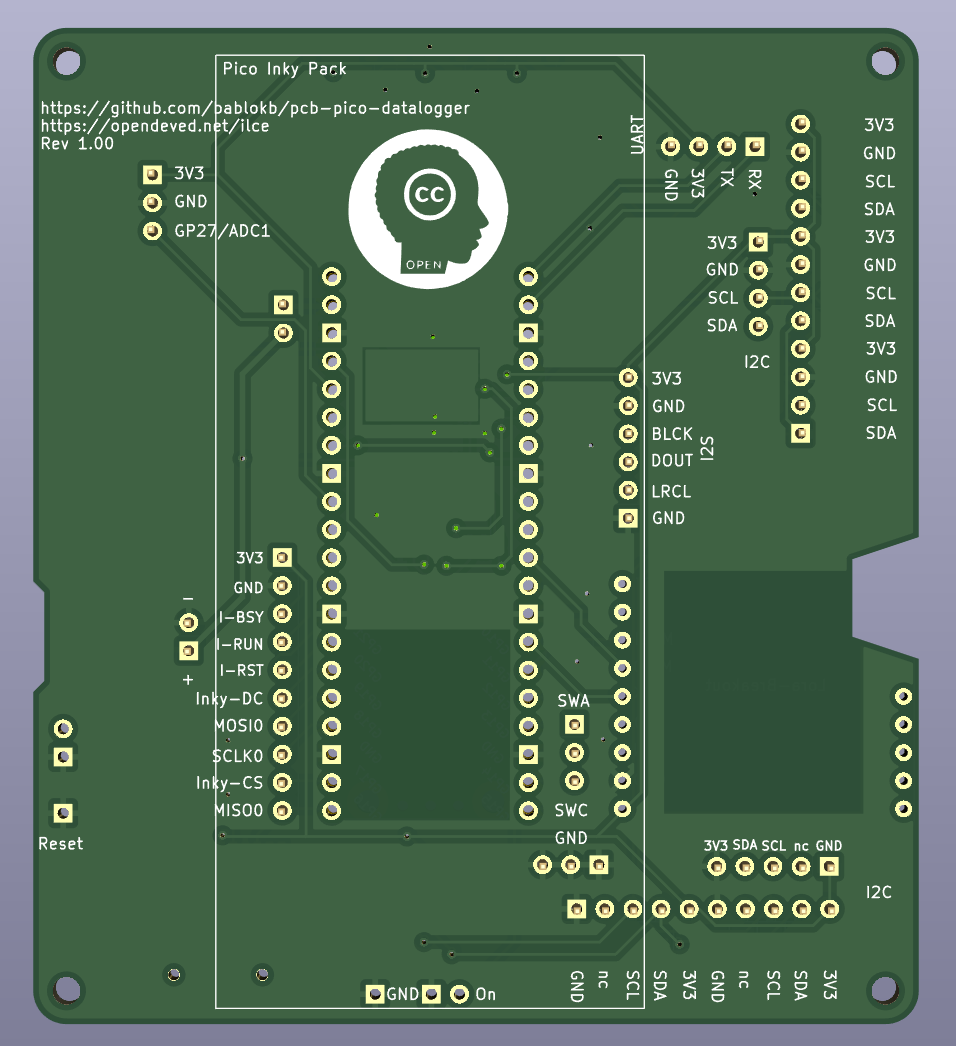 Pico Inky Pack
https://github.com/pablokb/pcb-pico-datalogger
https://opendeved.net/ilce
Rev 1.00
3V3
GND
GP27/ADC1
CC
OPEN
UART
GND
3V3
TX
RX
3V3
GND
SCL
SDA
I2C
3V3
GND
SCL
SDA
3V3
GND
SCL
SDA
3V3
GND
SCL
SDA
3V3
GND
BLCK
DOUT
LRCL
GND
I2S
3V3
GND
I-BSY
I-RUN
I-RST
Inky-DC
MOSI0
SCLK0
Inky-CS
MISO0
-
+
Reset
SWA
SWC
GND
3V3 SDA SCL nc GND
I2C
GND
nc
SCL
SDA
3V3
GND
nc
SCL
SDA
3V3
GND
On